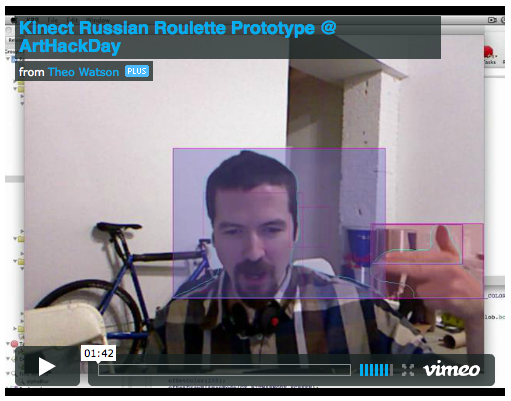 Kinect Russian Roulette Prototype @
ArtHackDay
from Theo Watson PLUS
01:42
vimeo